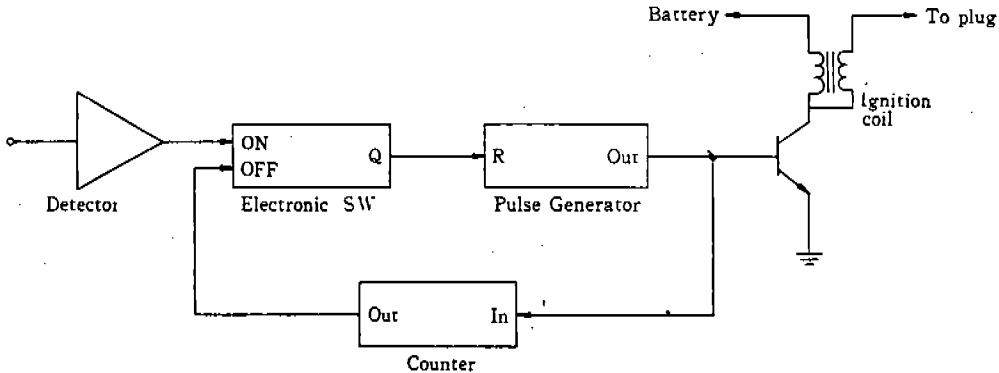 Battery
To plug
Ignition
coil
ON
OFF
Q
R
Out
Detector
Electronic SW
Pulse Generator
Out
In
Counter